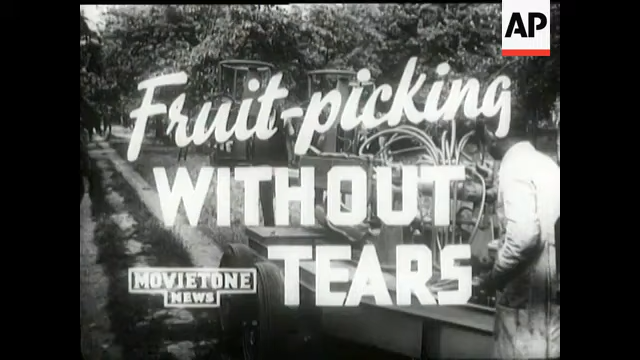 AP
Fruit-picking
WITHOUT
TEARS
MOVIETONE
NEWS